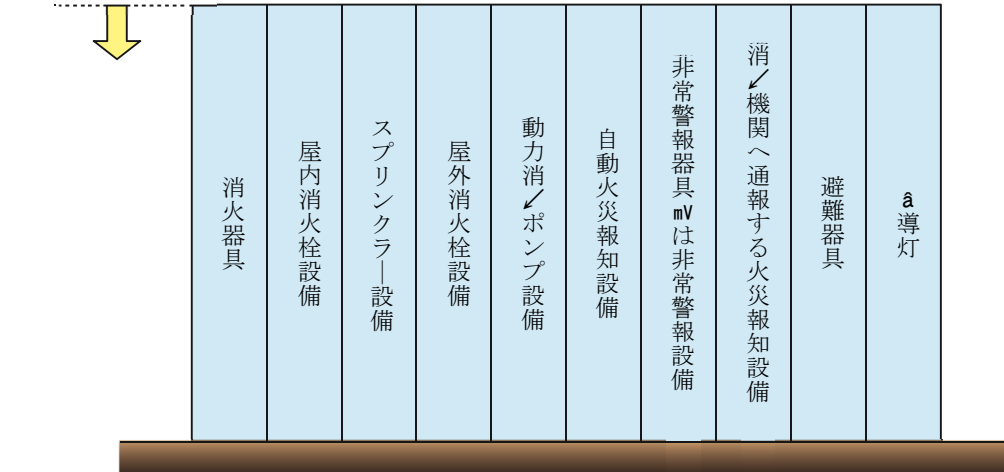 消火器具
屋内消火栓設備
スプリンクラー設備
屋外消火栓設備
動力消↙ポンプ設備
自動火災報知設備
非常警報器具mVは非常警報設備
消↙機関へ通報する火災報知設備
避難器具
â導灯